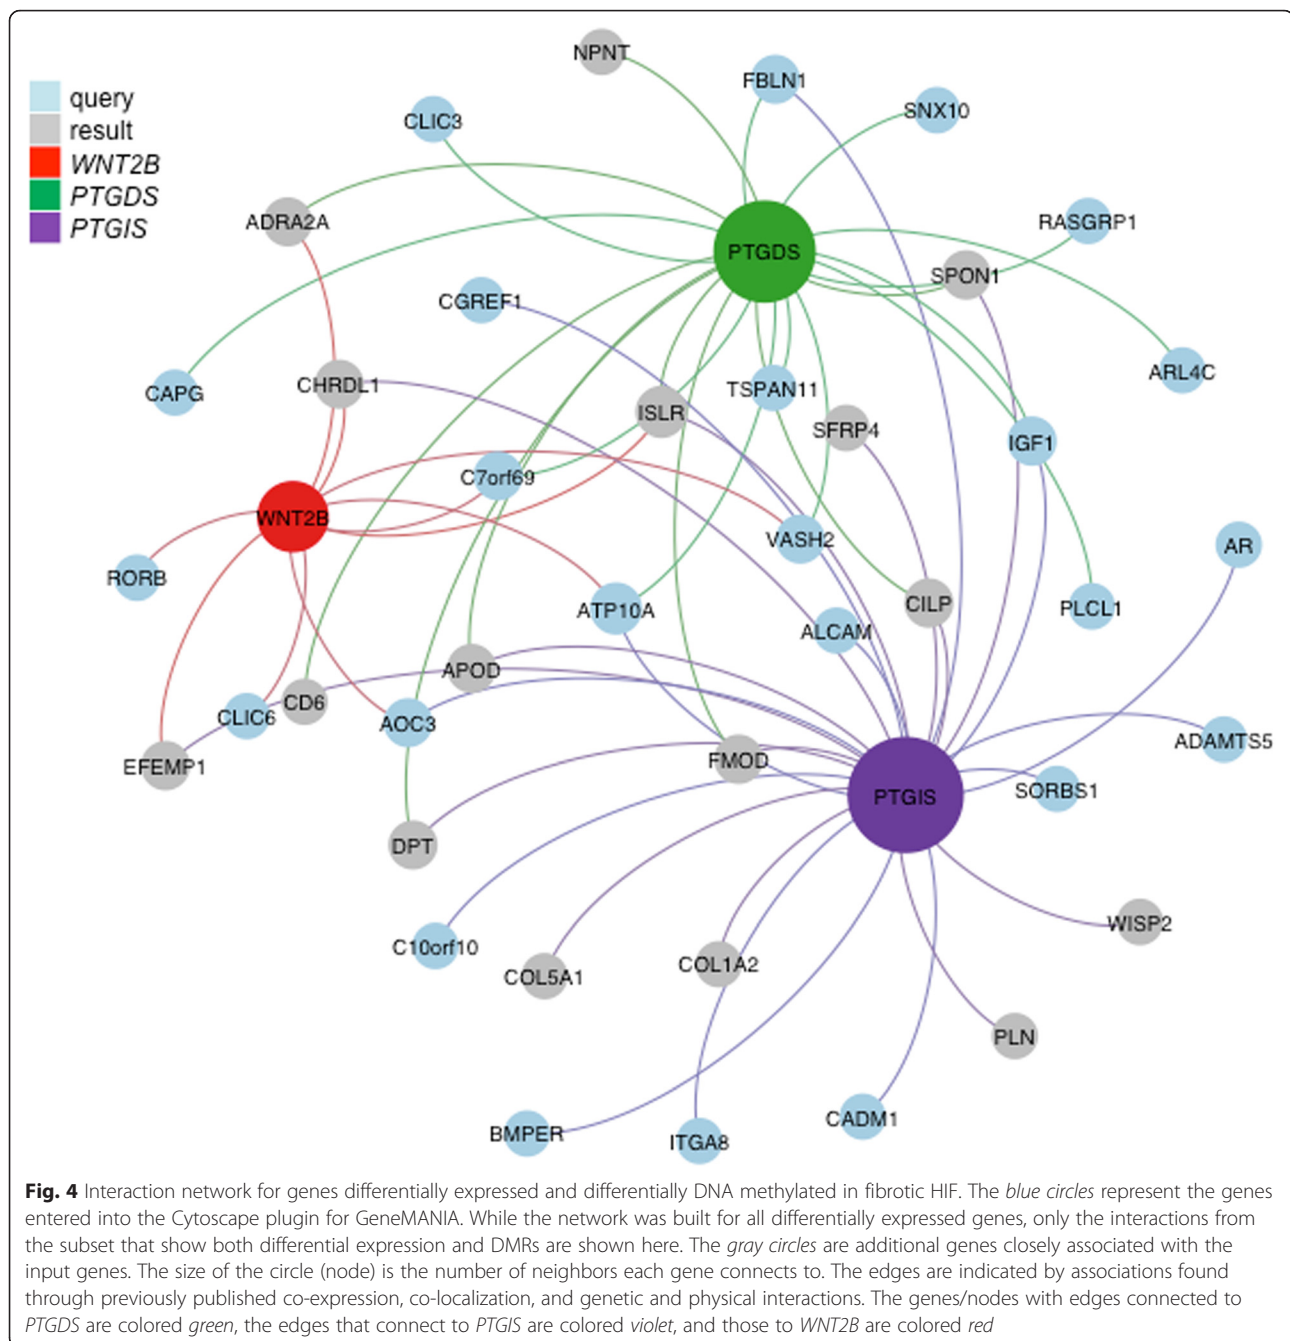 NPNT
FBLN1
query
SNX10
CLIC3
result
WNT2B
PTGDS
PTGIS
ADRA2A
RASGRP1
PTGDS
SPON1
CGREF1
ARL4C
CHRDL1
CAPG
TSPAN11
ISLR
SFRP4
IGF1
C7orf69
WNT2B
VASH2
AR
RORB
CILP
PLCL1
ATP10A
ALCAM
APOD
CD6
CLIC6
AOC3
ADAMTS5
FMOD
EFEMP1
SORBS1
PTGIS
DPT
WISP2
C10orf10
COL1A2
COL5A1
PLN
CADM1
BMPER
ITGA8
Fig. 4 Interaction network for genes differentially expressed and differentially DNA methylated in fibrotic HIF. The blue circles represent the genes
entered into the Cytoscape plugin for GeneMANIA. While the network was built for all differentially expressed genes, only the interactions from
the subset that show both differential expression and DMRs are shown here. The gray circles are additional genes closely associated with the
input genes. The size of the circle (node) is the number of neighbors each gene connects to. The edges are indicated by associations found
through previously published co-expression, co-localization, and genetic and physical interactions. The genes/nodes with edges connected to
PTGDS are colored green, the edges that connect to PTGIS are colored violet, and those to WNT2B are colored red